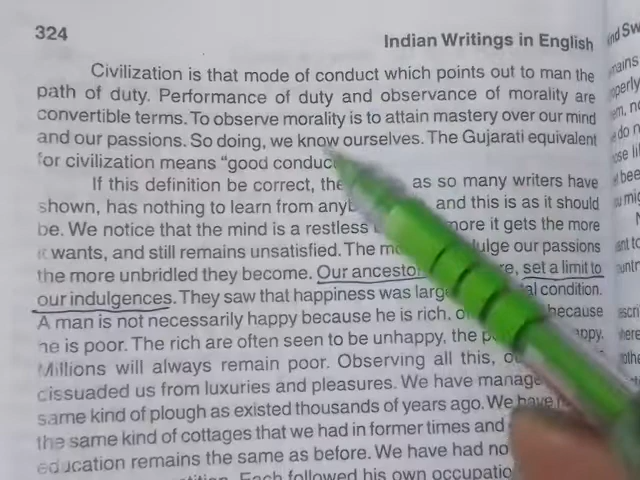 324
Indian Writings in English
Civilization is that mode of conduct which points out to man the
path of duty. Performance of duty and observance of morality are
convertible terms. To observe morality is to attain mastery over our mind
and our passions. So doing, we know ourselves. The Gujarati equivalent
for civilization means "good conduc
If this definition be correct, the as so many writers have
shown, has nothing to learn from any and this is as it should
be. We notice that the mind is a restless more it gets the more
it wants, and still remains unsatisfied. The mo ulge our passions
the more unbridled they become. Our ancesto re, set a limit to
our indulgences. They saw that happiness was larg al condition.
A man is not necessarily happy because he is rich, o because
he is poor. The rich are often seen to be unhappy, the p appy.
Millions will always remain poor. Observing all this, o
dissuaded us from luxuries and pleasures. We have manage
same kind of plough as existed thousands of years ago. We have
the same kind of cottages that we had in former times and
education remains the same as before. We have had no
Each followed his own occupatio